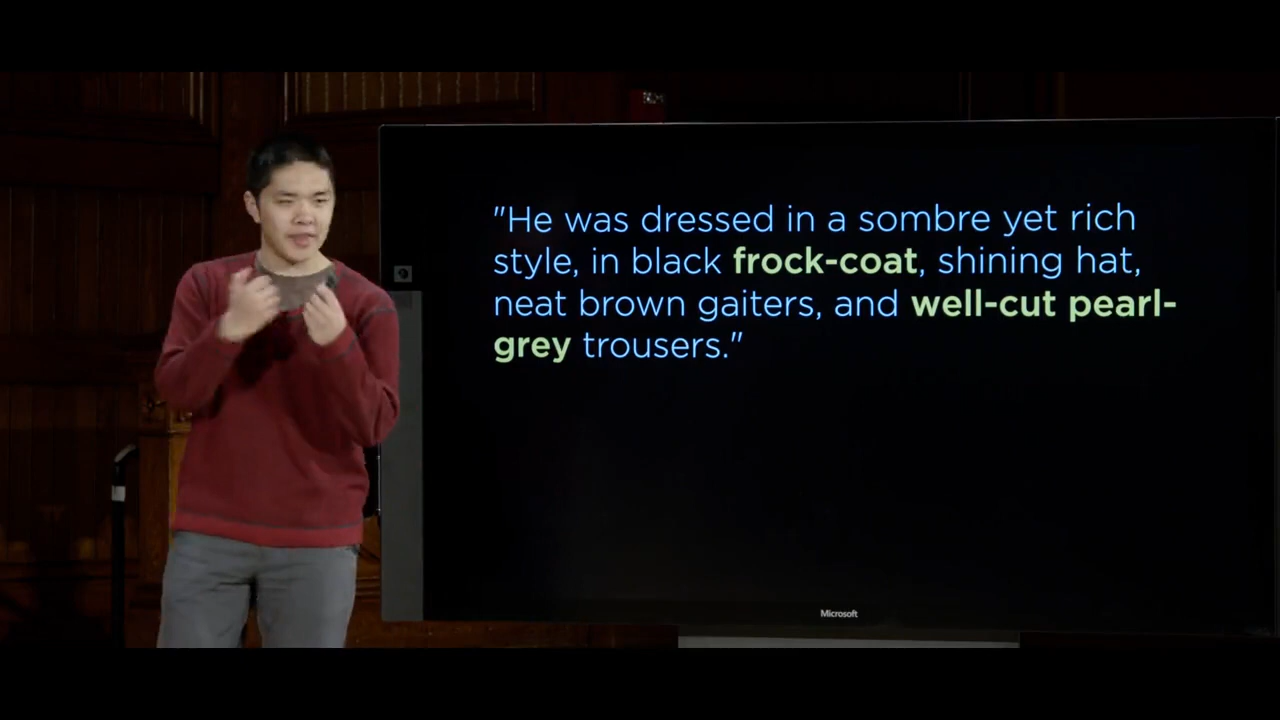 "He was dressed in a sombre yet rich
style, in black frock-coat, shining hat,
neat brown gaiters, and well-cut pearl-
grey trousers."
Microsoft